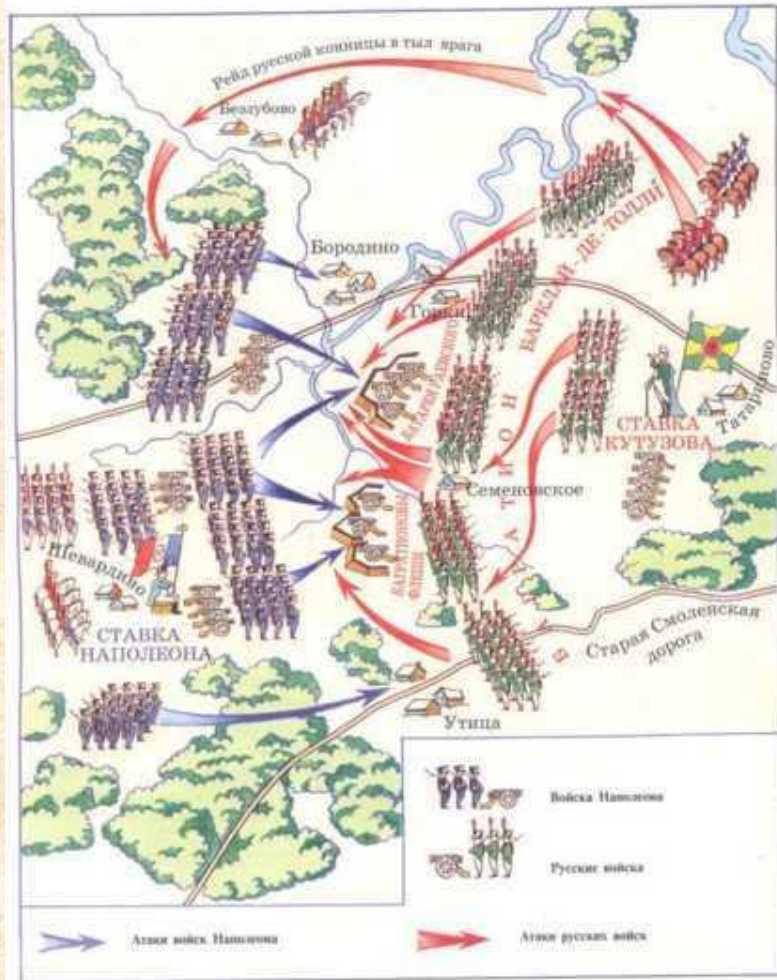 Рейд русской конницы в тыл врага
Беззубово
Бородино
Горки
БАРКЛАЙ - ДЕ - ТОЛЛИ
БАТАРЕЯ РАЕВСКОГО
Татариново
СТАВКА
КУТУЗОВА
Семеновское
БАГРАТИОНОВЫ
ФЛЕШИ
Шевардино
СТАВКА
НАПОЛЕОНА
Старая Смоленская
дорога
Утица
Войска Наполеона
Русские войска
Атаки войск Наполеона
Атаки русских войск